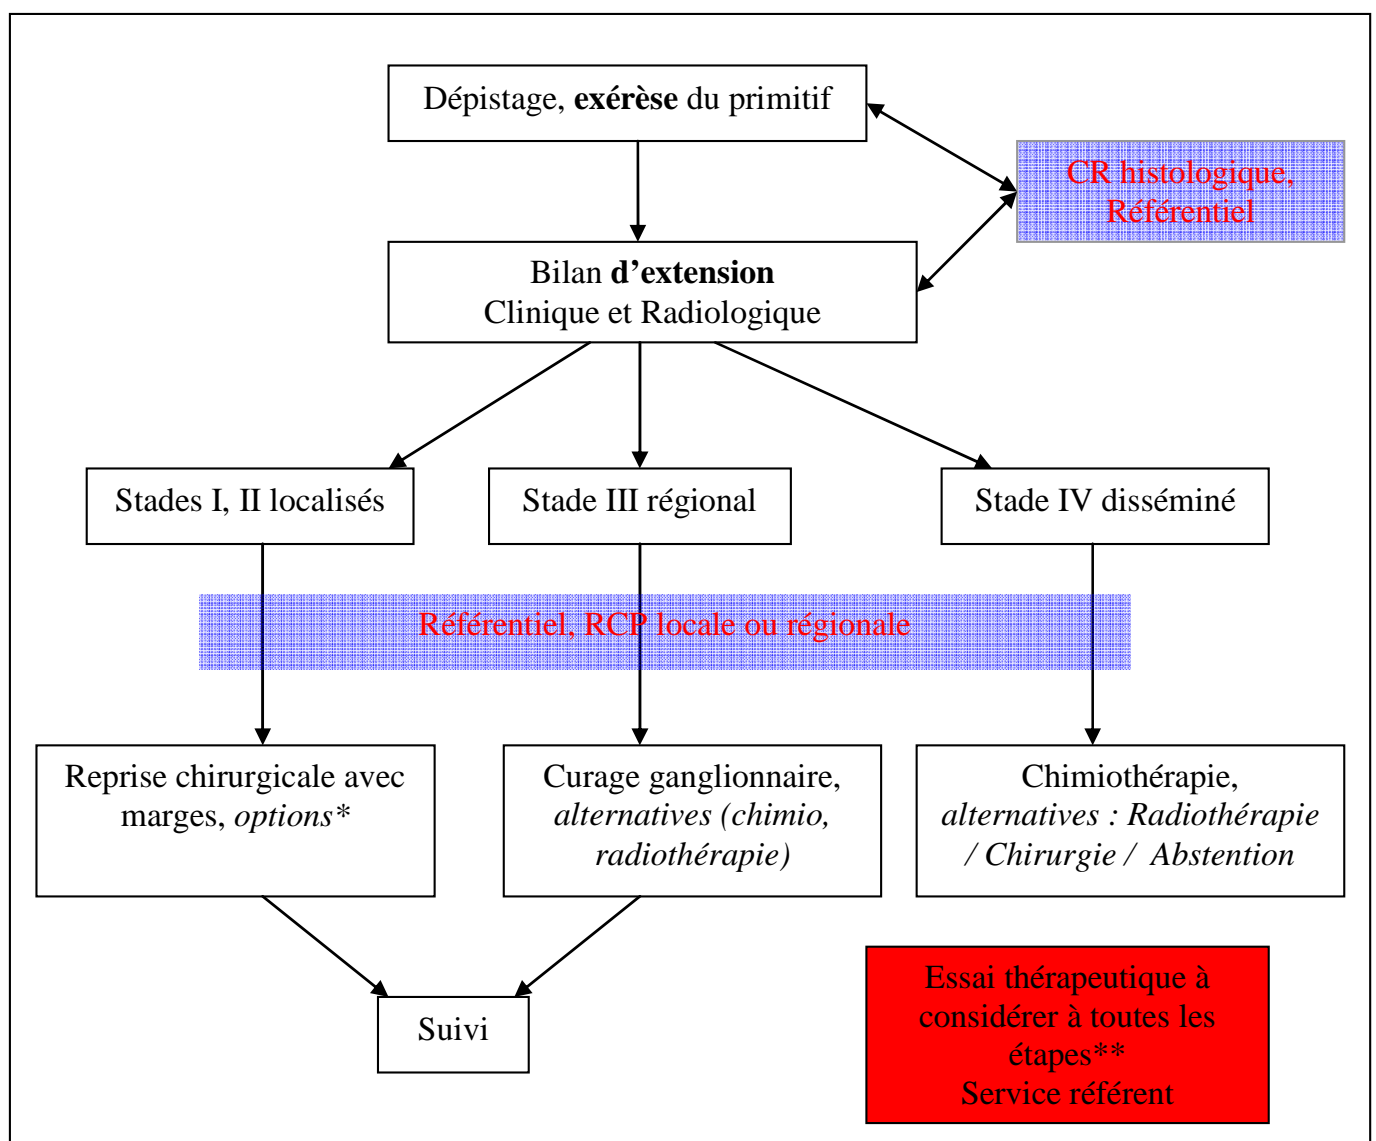 Dépistage, exérèse du primitif
CR histologique,
Référentiel
Bilan d’extension
Clinique et Radiologique
Stades I, II localisés
Stade III régional
Stade IV disséminé
Référentiel, RCP locale ou régionale
Reprise chirurgicale avec
marges, options*
Curage ganglionnaire,
alternatives (chimio,
radiothérapie)
Chimiothérapie,
alternatives : Radiothérapie
/ Chirurgie / Abstention
Suivi
Essai thérapeutique à
considérer à toutes les
étapes**
Service référent